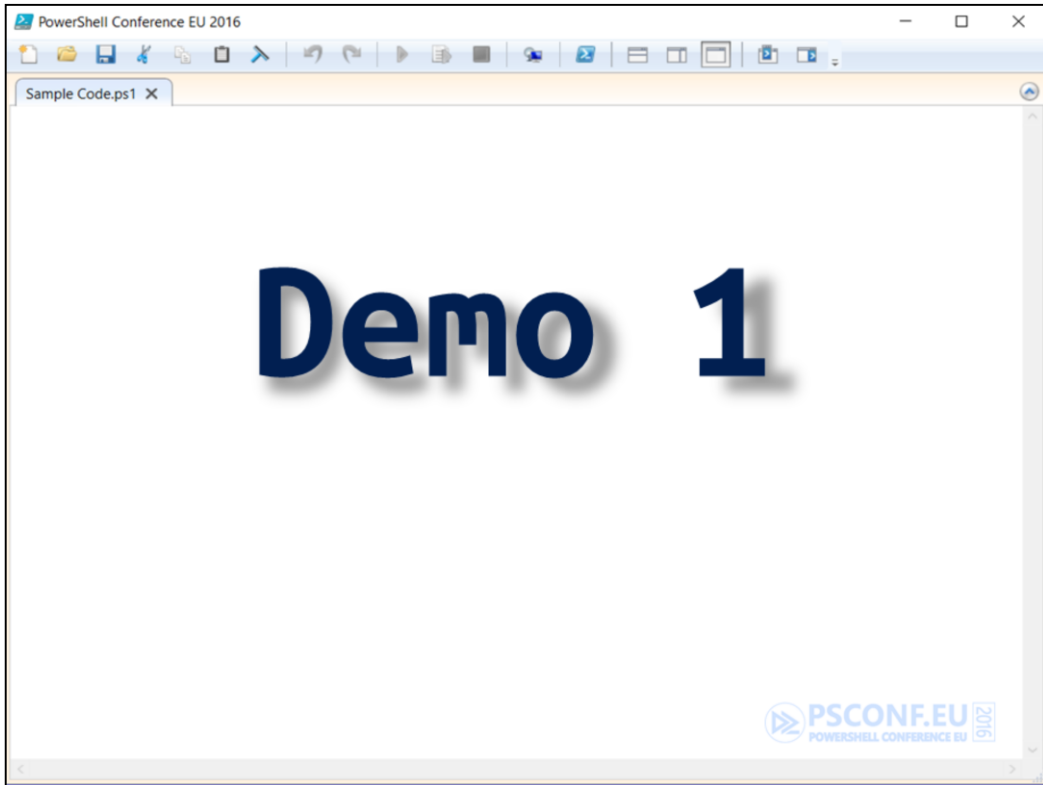 PowerShell Conference EU 2016
Sample Code.ps1
Demo 1
PSCONF.EU
2016
POWERSHELL CONFERENCE EU